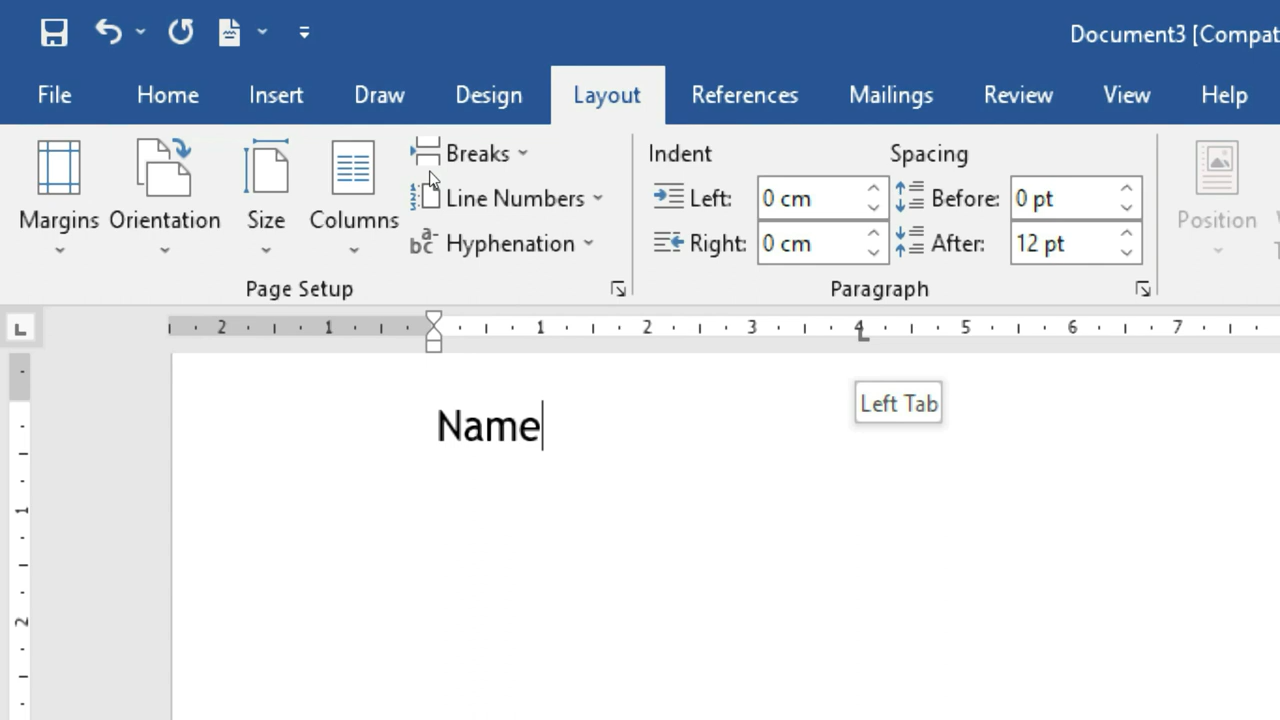 Document3 [Compat
File Home Insert Draw Design Layout References Mailings Review View Help
Breaks Indent Spacing
Line Numbers Left: 0 cm Before: 0 pt
Margins Orientation Size Columns Position
Hyphenation Right: 0 cm After: 12 pt
Page Setup Paragraph
2 1 1 2 3 4 5 6 7
Left Tab
Name
1
2